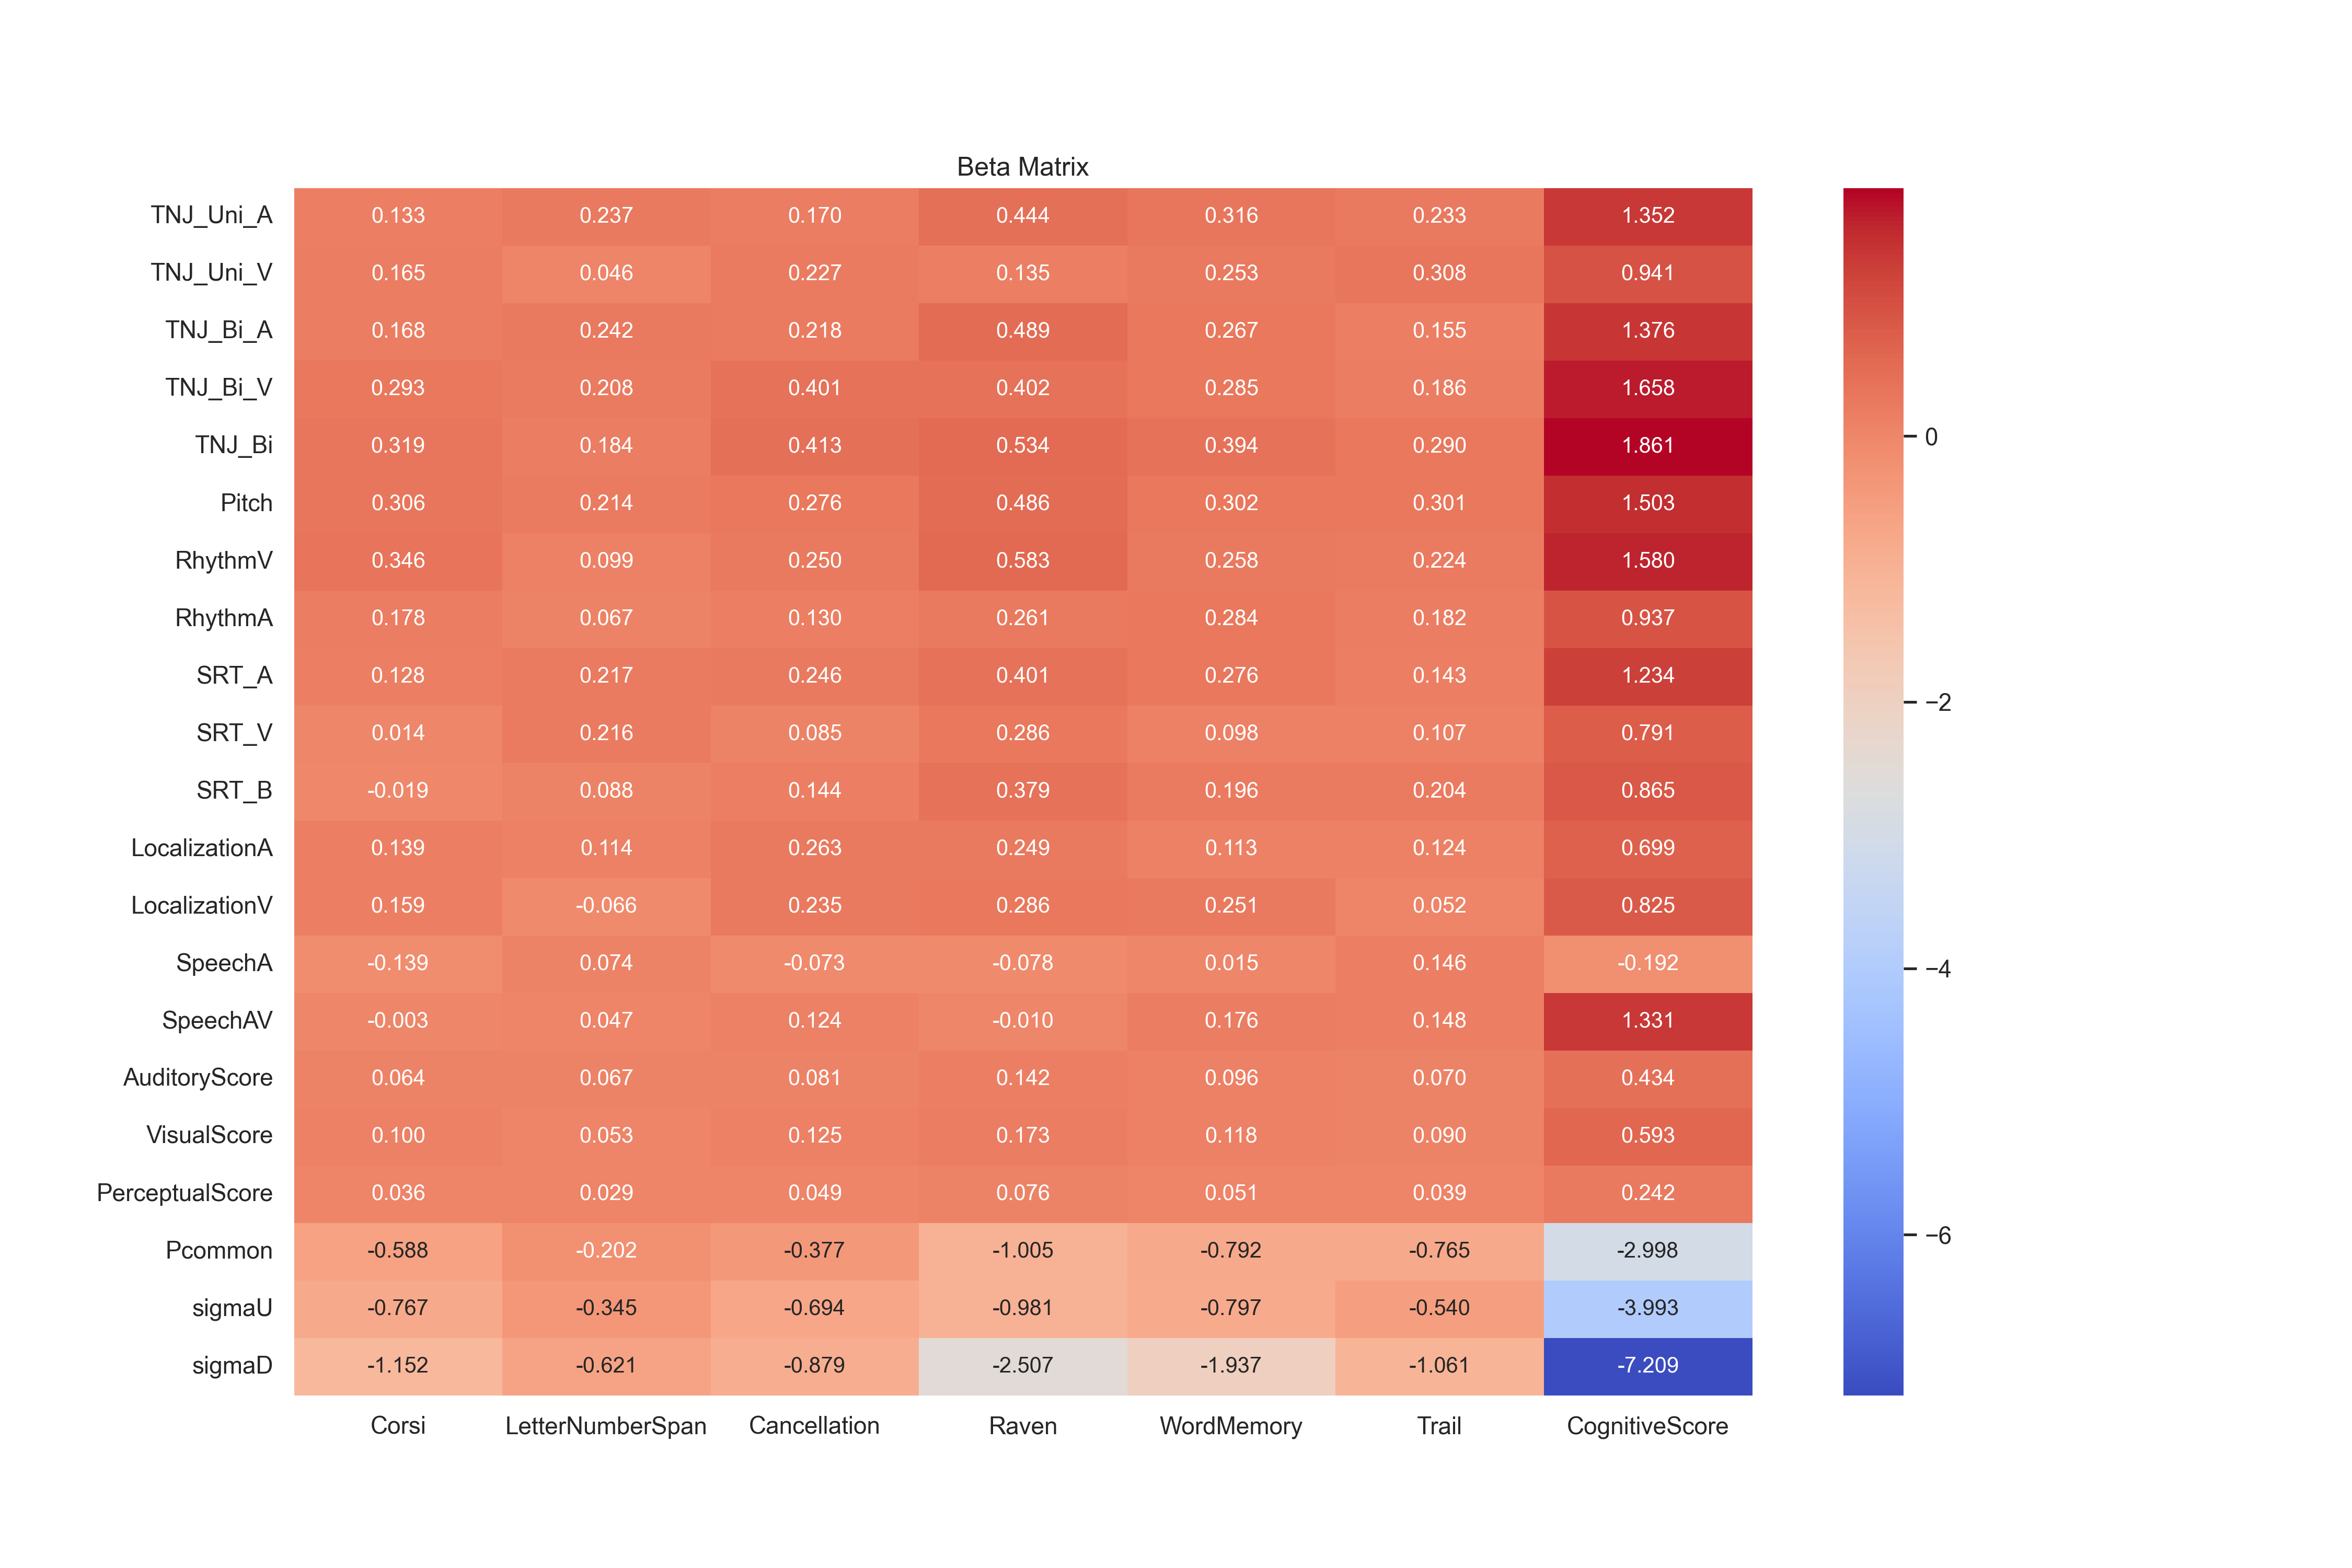 Beta Matrix
TNJ_Uni_A 0.133 0.237 0.170 0.444 0.316 0.233 1.352
TNJ_Uni_V 0.165 0.046 0.227 0.135 0.253 0.308 0.941
TNJ_Bi_A 0.168 0.242 0.218 0.489 0.267 0.155 1.376
TNJ_Bi_V 0.293 0.208 0.401 0.402 0.285 0.186 1.658
TNJ_Bi 0.319 0.184 0.413 0.534 0.394 0.290 1.861 0
Pitch 0.306 0.214 0.276 0.486 0.302 0.301 1.503
RhythmV 0.346 0.099 0.250 0.583 0.258 0.224 1.580
RhythmA 0.178 0.067 0.130 0.261 0.284 0.182 0.937
SRT_A 0.128 0.217 0.246 0.401 0.276 0.143 1.234
−2
SRT_V 0.014 0.216 0.085 0.286 0.098 0.107 0.791
SRT_B -0.019 0.088 0.144 0.379 0.196 0.204 0.865
LocalizationA 0.139 0.114 0.263 0.249 0.113 0.124 0.699
LocalizationV 0.159 -0.066 0.235 0.286 0.251 0.052 0.825
SpeechA -0.139 0.074 -0.073 -0.078 0.015 0.146 -0.192 −4
SpeechAV -0.003 0.047 0.124 -0.010 0.176 0.148 1.331
AuditoryScore 0.064 0.067 0.081 0.142 0.096 0.070 0.434
VisualScore 0.100 0.053 0.125 0.173 0.118 0.090 0.593
PerceptualScore 0.036 0.029 0.049 0.076 0.051 0.039 0.242
Pcommon -0.588 -0.202 -0.377 -1.005 -0.792 -0.765 -2.998 −6
sigmaU -0.767 -0.345 -0.694 -0.981 -0.797 -0.540 -3.993
sigmaD -1.152 -0.621 -0.879 -2.507 -1.937 -1.061 -7.209
Corsi LetterNumberSpan Cancellation Raven WordMemory Trail CognitiveScore